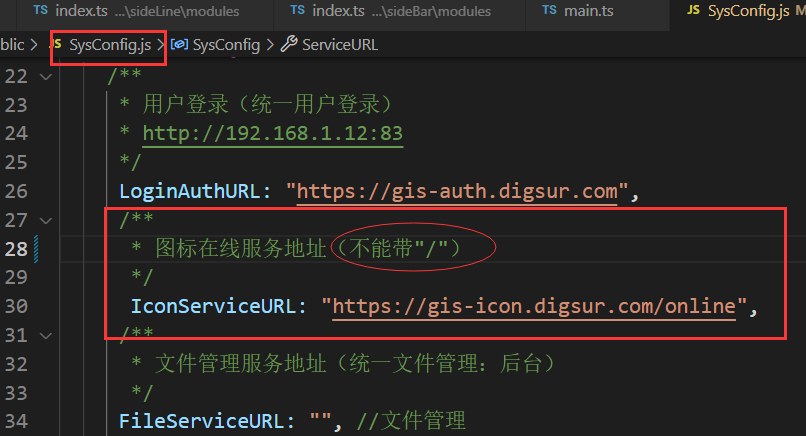 TS index.ts ...\sideLine\modules TS index.ts ...\sideBar\modules TS main.ts JS SysConfig.js M
blic > JS SysConfig.js > SysConfig > ServiceURL
22 /**
23 * 用户登录（统一用户登录）
24 * http://192.168.1.12:83
25 */
26 LoginAuthURL: "https://gis-auth.digsur.com",
27 /**
28 * 图标在线服务地址（不能带"/"）
29 */
30 IconServiceURL: "https://gis-icon.digsur.com/online",
31 /**
32 * 文件管理服务地址（统一文件管理：后台）
33 */
34 FileServiceURL: "", //文件管理